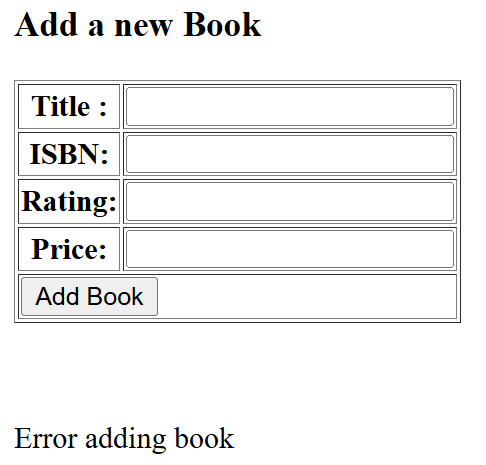 Add a new Book
Title :
ISBN:
Rating:
Price:
Add Book
Error adding book